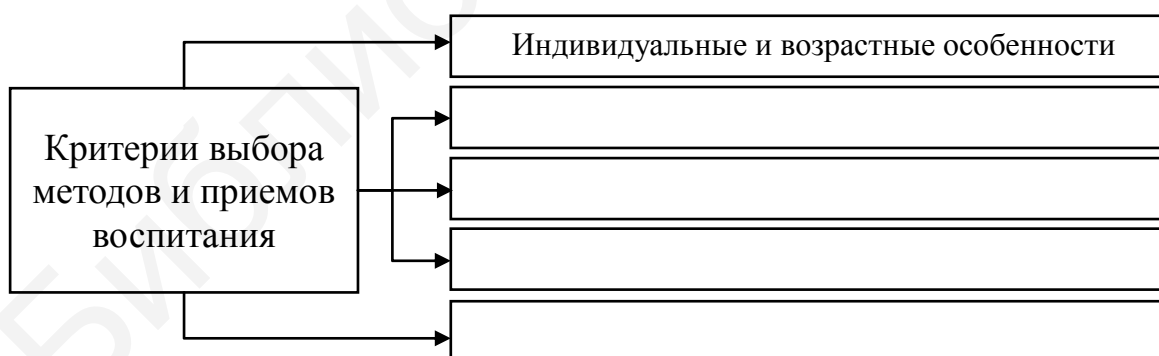 Индивидуальные и возрастные особенности
Критерии выбора
методов и приемов
воспитания